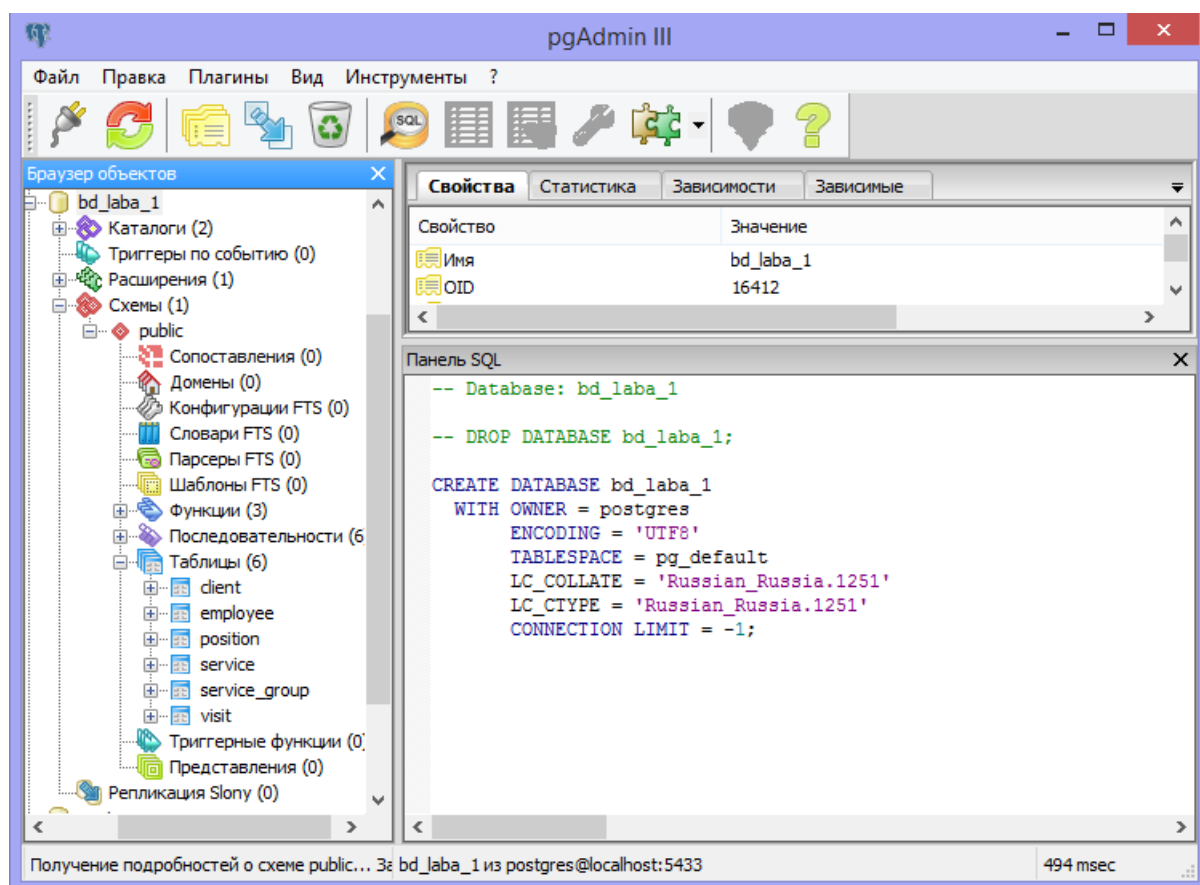 pgAdmin III
Файл Правка Плагины Вид Инструменты ?
SQL
Браузер объектов
bd_laba_1
Каталоги (2)
Триггеры по событию (0)
Расширения (1)
Схемы (1)
public
Сопоставления (0)
Домены (0)
Конфигурации FTS (0)
Словари FTS (0)
Парсеры FTS (0)
Шаблоны FTS (0)
Функции (3)
Последовательности (6
Таблицы (6)
client
employee
position
service
service_group
visit
Триггерные функции (0)
Представления (0)
Репликация Slony (0)
Свойства Статистика Зависимости Зависимые
Свойство Значение
Имя bd_laba_1
OID 16412
Панель SQL
-- Database: bd_laba_1
-- DROP DATABASE bd_laba_1;
CREATE DATABASE bd_laba_1
WITH OWNER = postgres
ENCODING = 'UTF8'
TABLESPACE = pg_default
LC_COLLATE = 'Russian_Russia.1251'
LC_CTYPE = 'Russian_Russia.1251'
CONNECTION LIMIT = -1;
Получение подробностей о схеме public... За bd_laba_1 из postgres@localhost:5433 494 msec